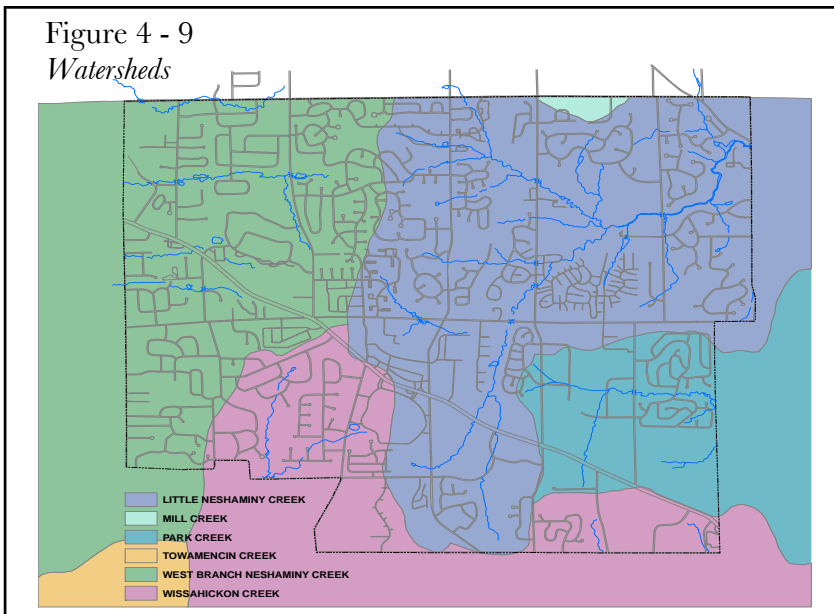 Figure 4 - 9
Watersheds
LITTLE NESHAMINY CREEK
MILL CREEK
PARK CREEK
TOWAMENCIN CREEK
WEST BRANCH NESHAMINY CREEK
WISSAHICKON CREEK